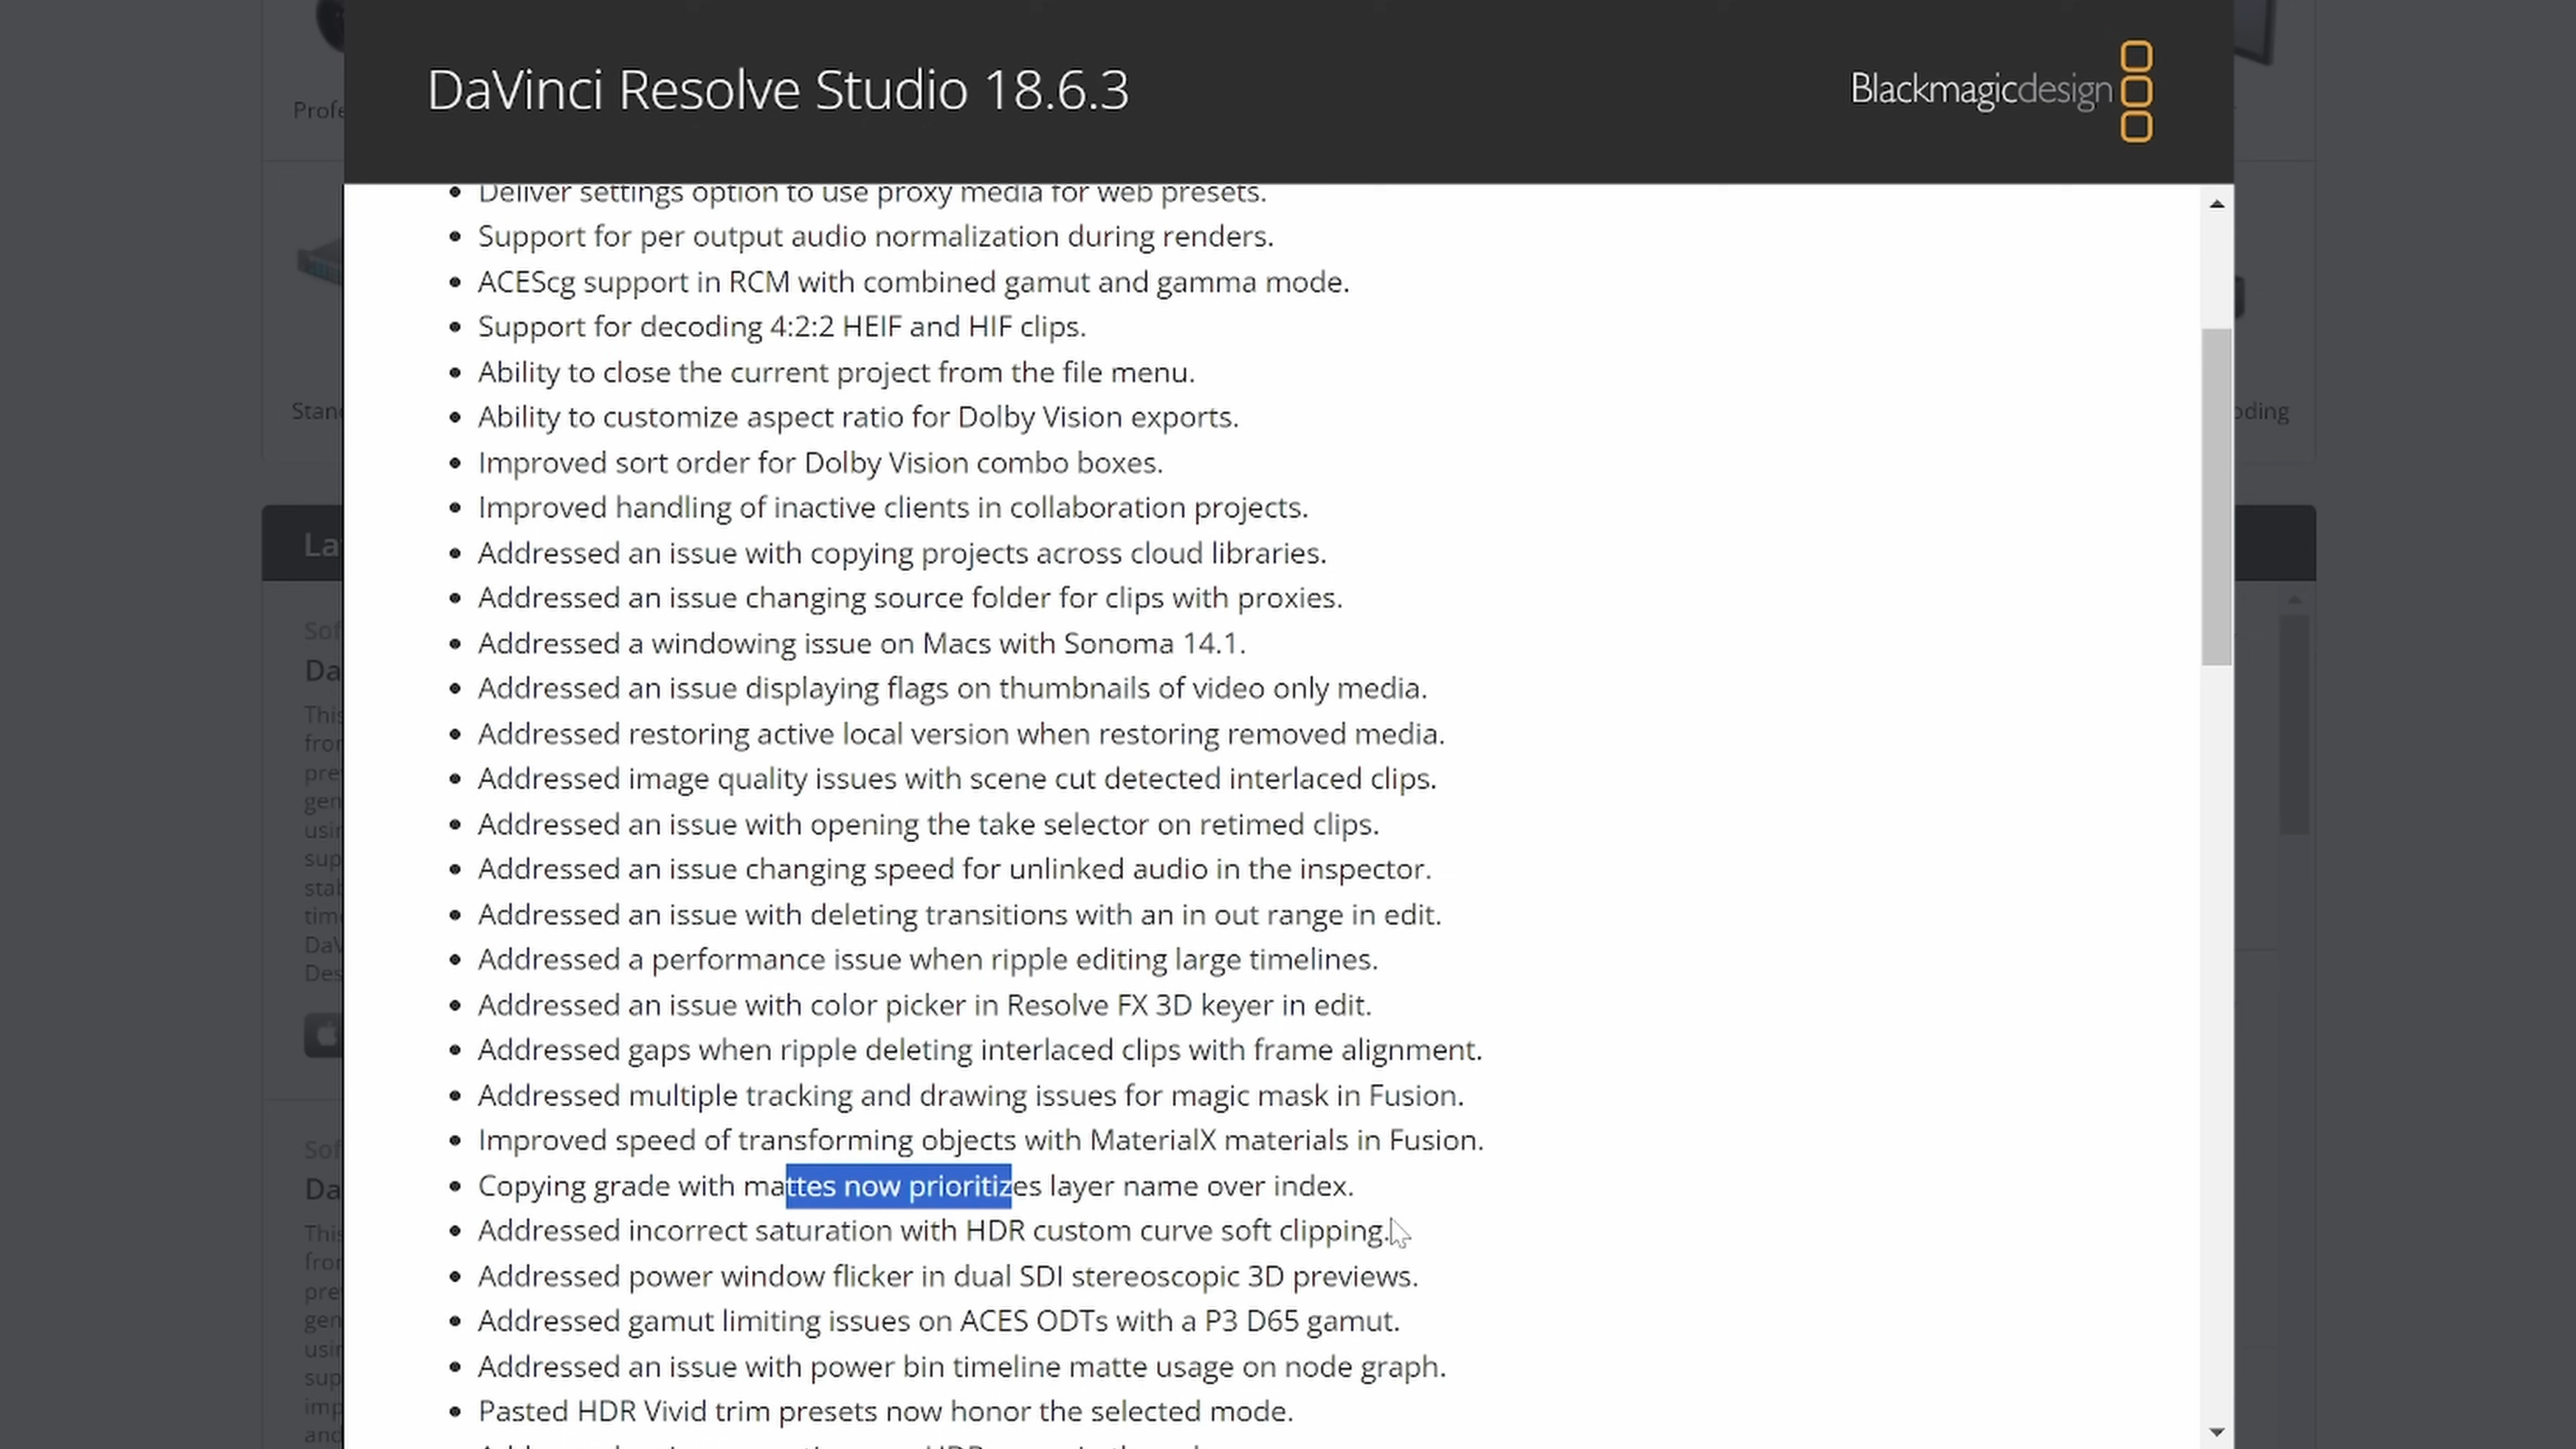 DaVinci Resolve Studio 18.6.3
Blackmagicdesign
Deliver settings option to use proxy media for web presets.
Support for per output audio normalization during renders.
ACEScg support in RCM with combined gamut and gamma mode.
Support for decoding 4:2:2 HEIF and HIF clips.
Ability to close the current project from the file menu.
Ability to customize aspect ratio for Dolby Vision exports.
Improved sort order for Dolby Vision combo boxes.
Improved handling of inactive clients in collaboration projects.
Addressed an issue with copying projects across cloud libraries.
Addressed an issue changing source folder for clips with proxies.
Addressed a windowing issue on Macs with Sonoma 14.1.
Addressed an issue displaying flags on thumbnails of video only media.
Addressed restoring active local version when restoring removed media.
Addressed image quality issues with scene cut detected interlaced clips.
Addressed an issue with opening the take selector on retimed clips.
Addressed an issue changing speed for unlinked audio in the inspector.
Addressed an issue with deleting transitions with an in out range in edit.
Addressed a performance issue when ripple editing large timelines.
Addressed an issue with color picker in Resolve FX 3D keyer in edit.
Addressed gaps when ripple deleting interlaced clips with frame alignment.
Addressed multiple tracking and drawing issues for magic mask in Fusion.
Improved speed of transforming objects with MaterialX materials in Fusion.
Copying grade with mattes now prioritizes layer name over index.
Addressed incorrect saturation with HDR custom curve soft clipping.
Addressed power window flicker in dual SDI stereoscopic 3D previews.
Addressed gamut limiting issues on ACES ODTs with a P3 D65 gamut.
Addressed an issue with power bin timeline matte usage on node graph.
Pasted HDR Vivid trim presets now honor the selected mode.